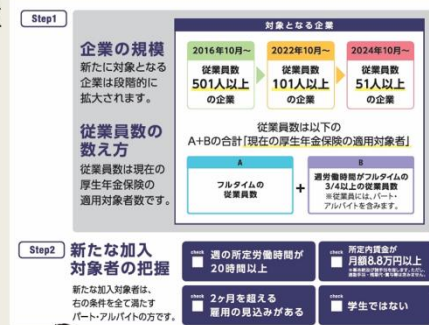 Step1
対象となる企業
企業の規模
新たに対象となる
企業は段階的に
拡大されます。
2016年10月~
従業員数
501人以上
の企業
2022年10月~
従業員数
101人以上
の企業
2024年10月~
従業員数
51人以上
の企業
従業員数の
数え方
従業員数は現在の
厚生年金保険の
適用対象者数です。
従業員数は以下の
A+Bの合計「現在の厚生年金保険の適用対象者」
A
フルタイムの
従業員数
+
B
週労働時間がフルタイムの
3/4以上の従業員数
※従業員には、パート・
アルバイトを含みます。
Step2
新たな加入
対象者の把握
新たな加入対象者は、
右の条件を全て満たす
パート・アルバイトの方です。
check
週の所定労働時間が
20時間以上
check
所定内賃金が
月額8.8万円以上
check
2ヶ月を超える
雇用の見込みがある
check
学生ではない